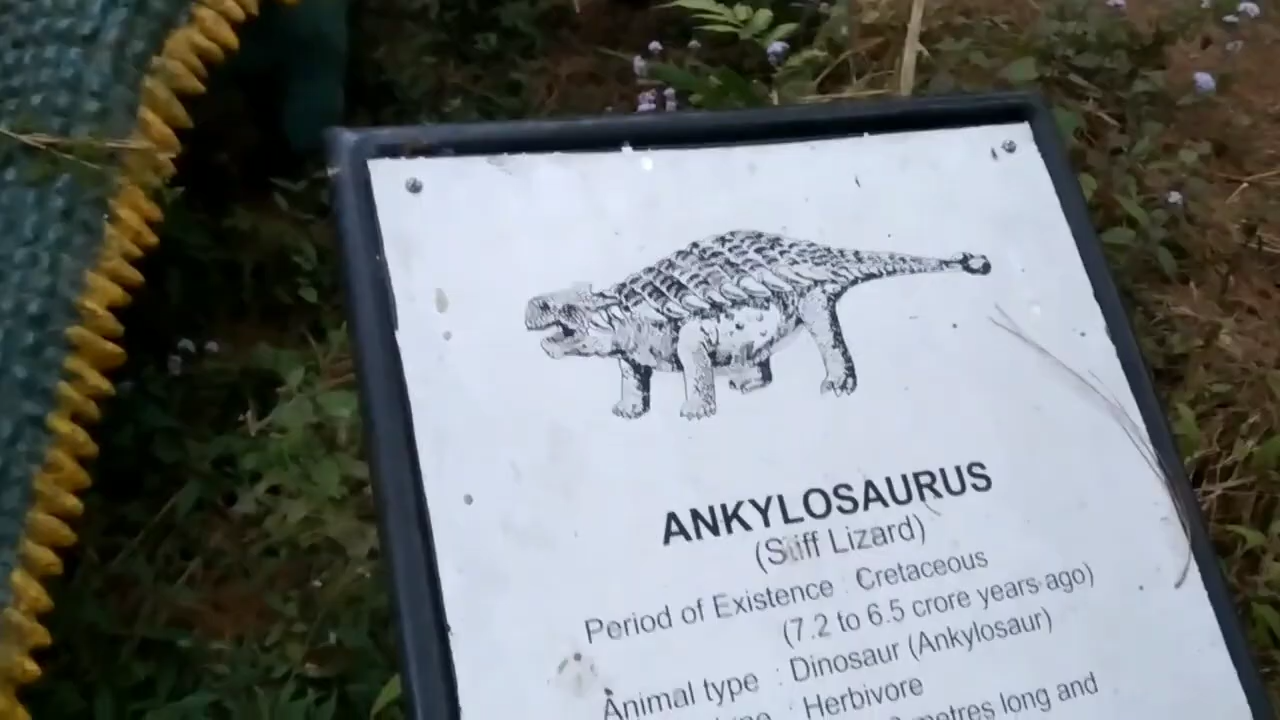 ANKYLOSAURUS
(Stiff Lizard)
Period of Existence : Cretaceous
(7.2 to 6.5 crore years ago)
Animal type : Dinosaur (Ankylosaur)
: Herbivore
metres long and